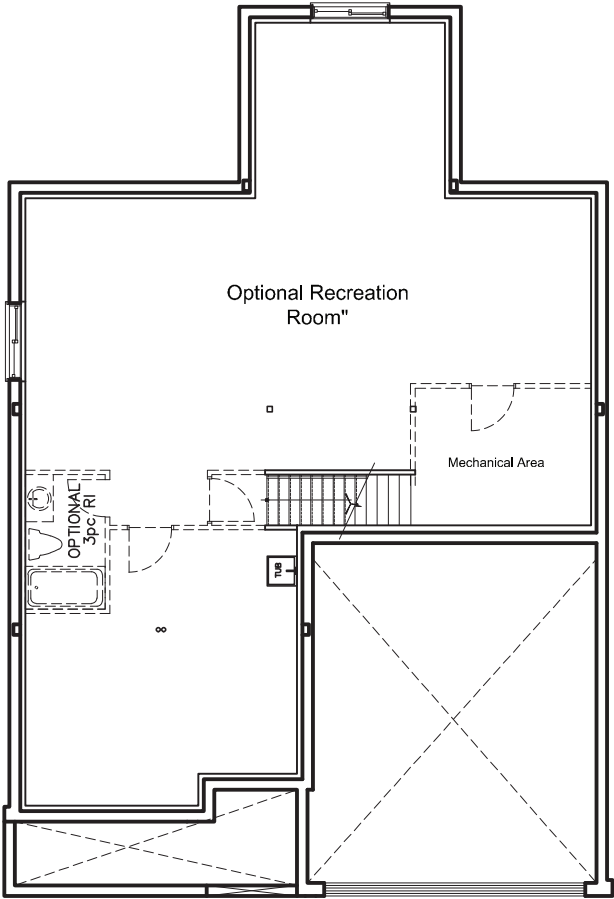 Optional Recreation
Room"
Mechanical Area
OPTIONAL
3pc. RI
TUB